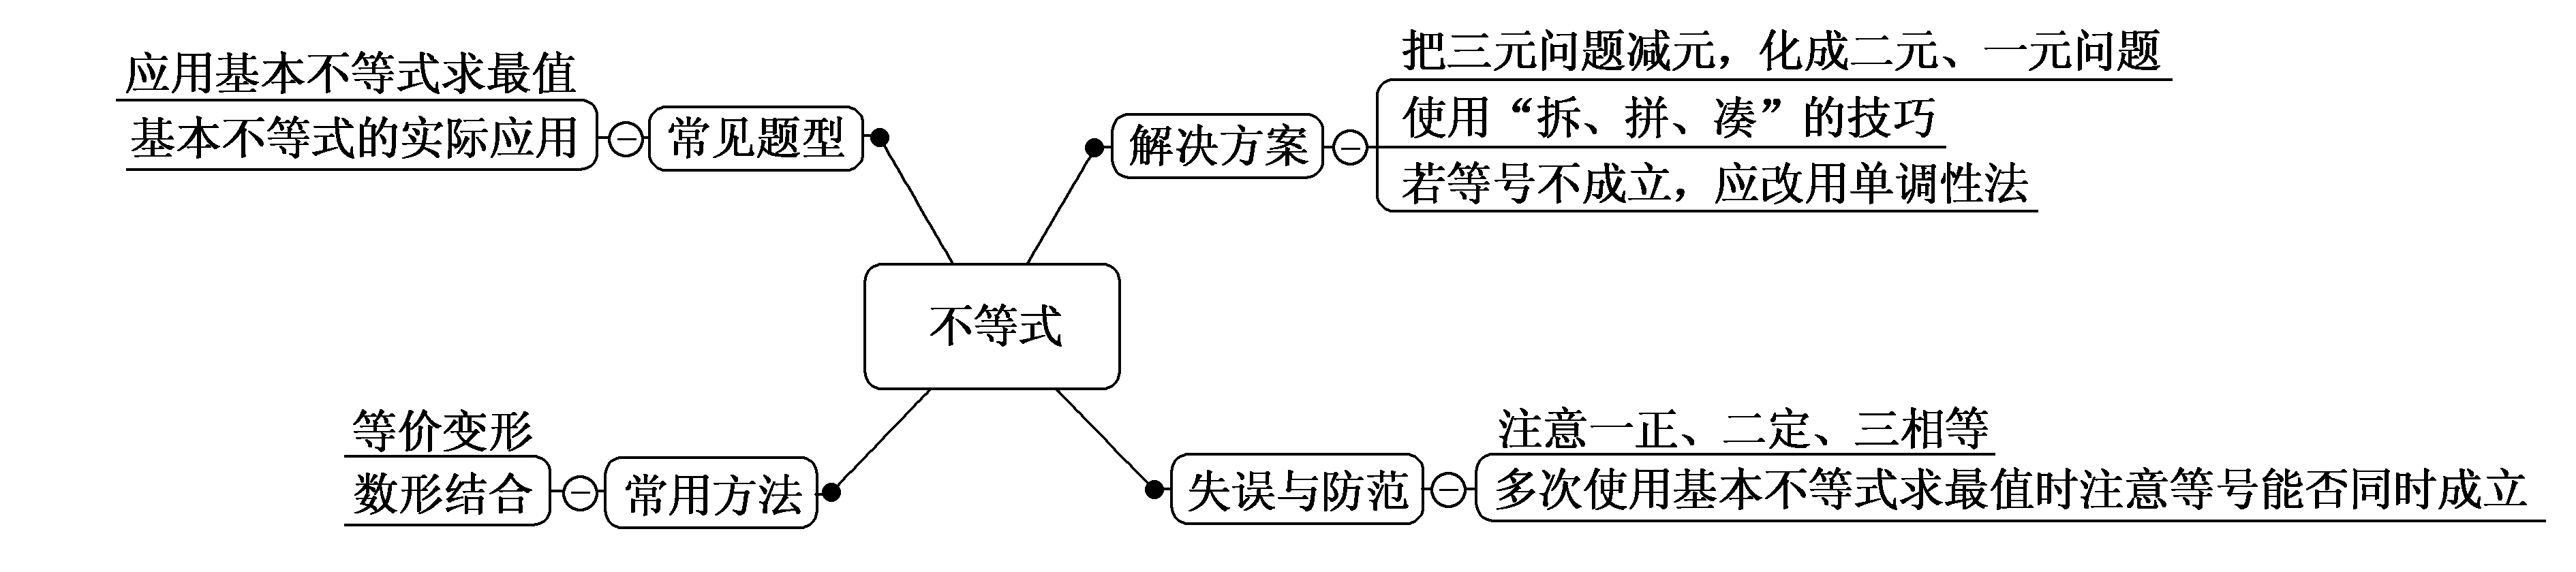 应用基本不等式求最值
基本不等式的实际应用
常见题型
解决方案
把三元问题减元，化成二元、一元问题
使用“拆、拼、凑”的技巧
若等号不成立，应改用单调性法
不等式
等价变形
数形结合
常用方法
失误与防范
注意一正、二定、三相等
多次使用基本不等式求最值时注意等号能否同时成立